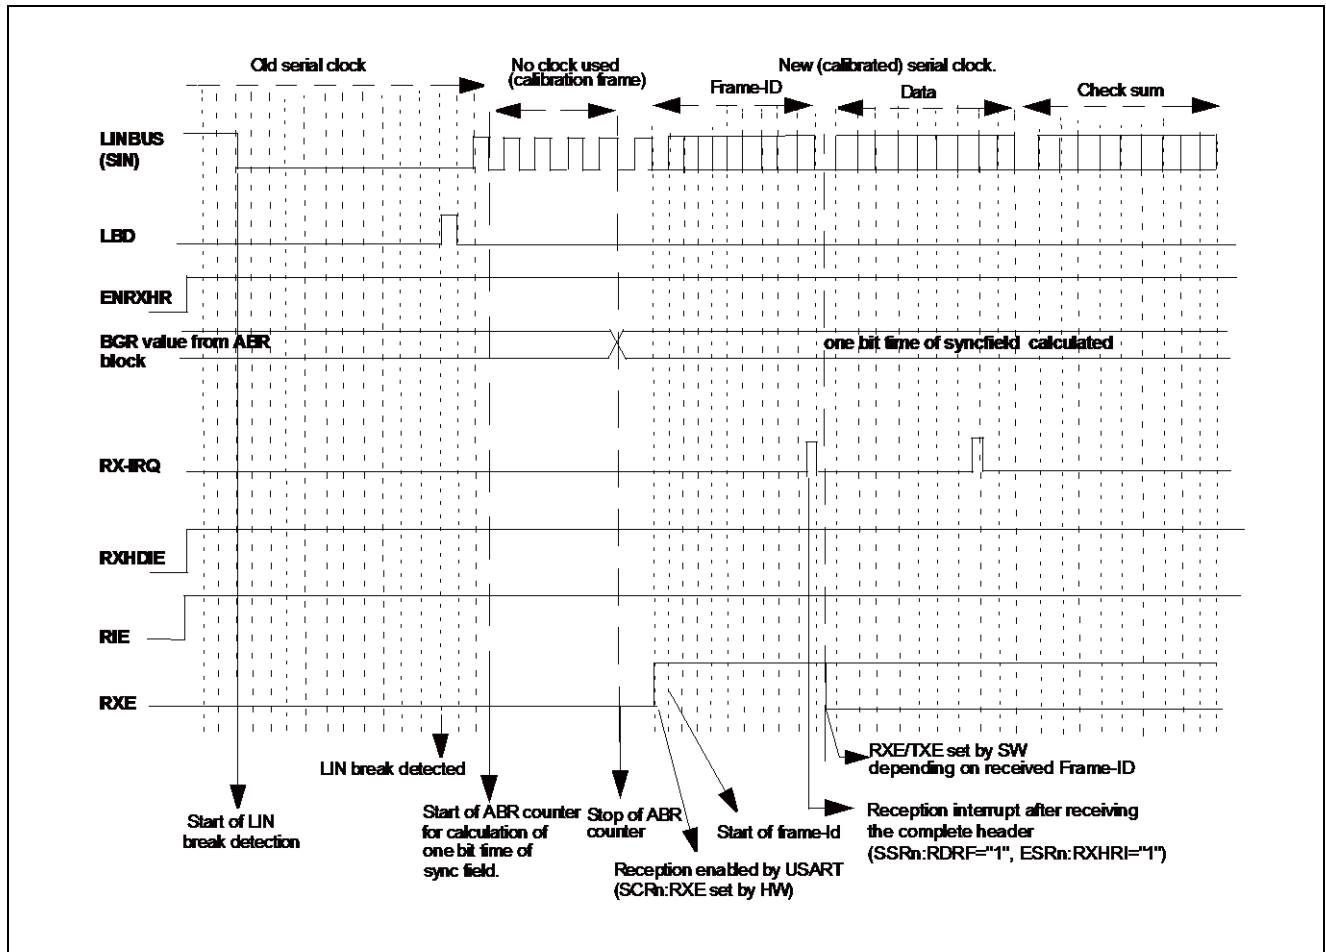 Old serial clock
No clock used
(calibration frame)
New (calibrated) serial clock.
Frame-ID
Data
Check sum
LINBUS
(SIN)
LBD
ENRXHR
BGR value from ABR
block
one bit time of syncfield calculated
RX-IRQ
RXHDIE
RIE
RXE
LIN break detected
RXE/TXE set by SW
depending on received Frame-ID
Start of LIN
break detection
Start of ABR counter
for calculation of
one bit time of
sync field.
Stop of ABR
counter
Start of frame-Id
Reception interrupt after receiving
the complete header
(SSRn:RDRF="1", ESRn:RXHRI="1")
Reception enabled by USART
(SCRn:RXE set by HW)